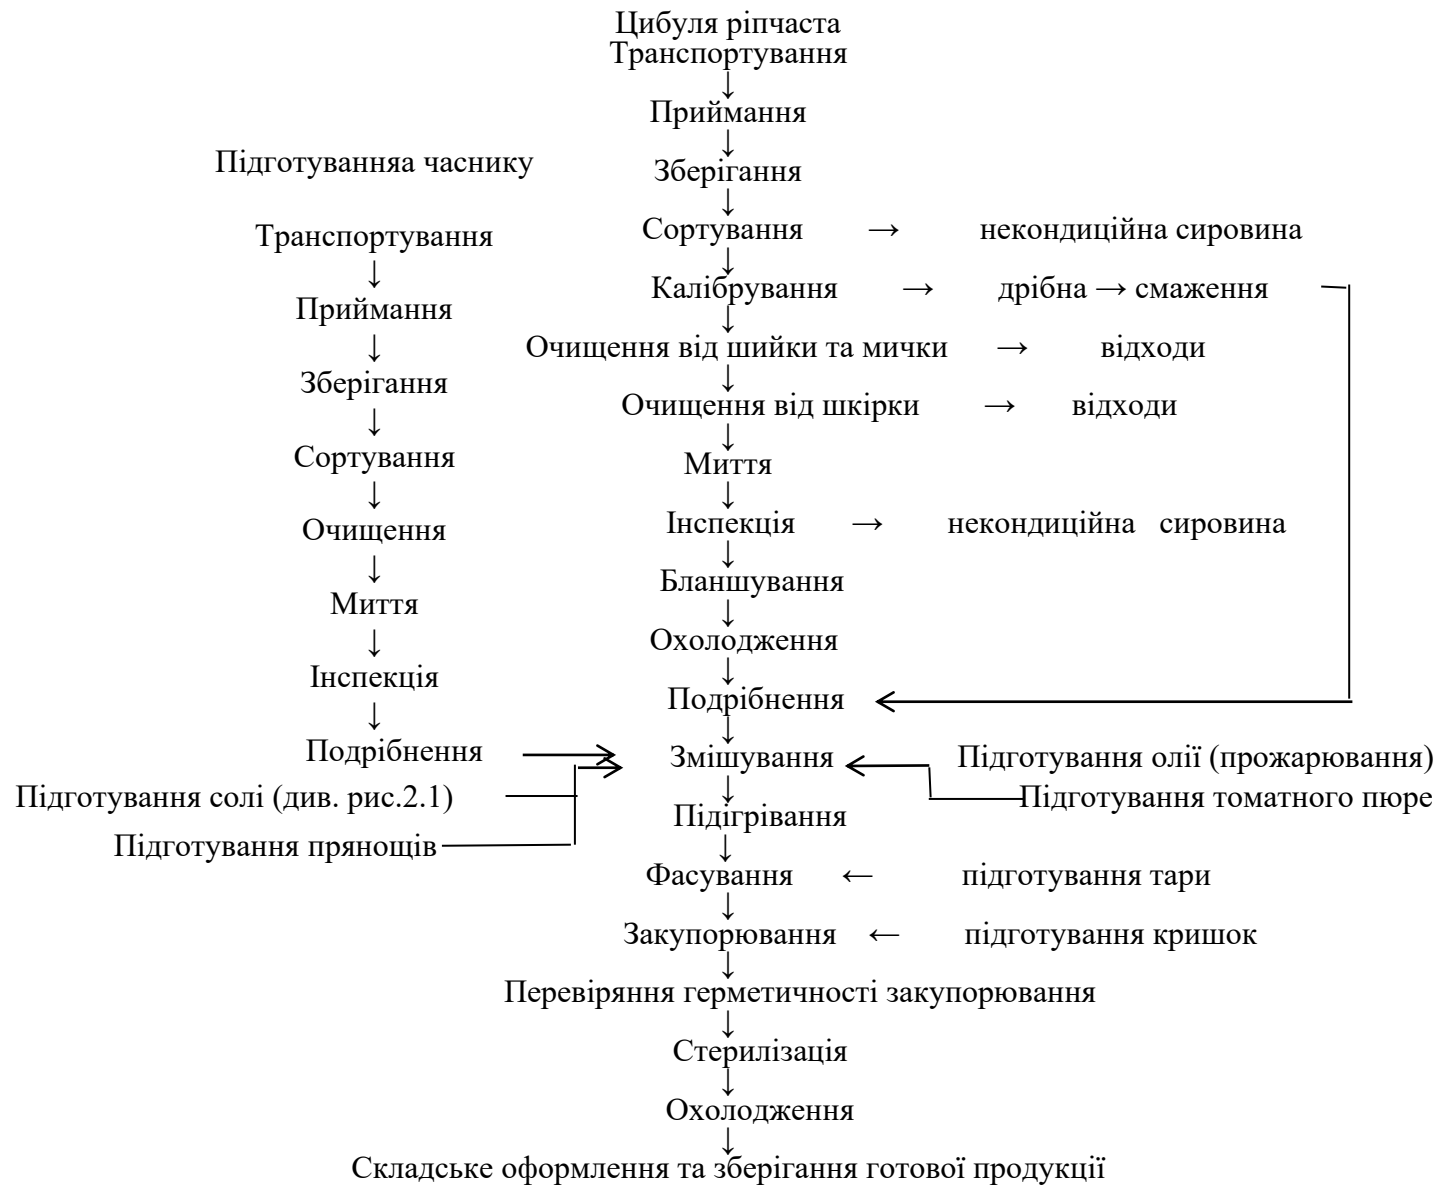 Цибуля ріпчаста
Транспортування
↓
Приймання
↓
Підготуванняа часнику
Зберігання
↓
Транспортування
Сортування → некондиційна сировина
↓
↓
Калібрування → дрібна → смаження
Приймання
↓
↓
Очищення від шийки та мички → відходи
↓
Зберігання
Очищення від шкірки → відходи
↓
↓
Сортування
Миття
↓
↓
Очищення
Інспекція → некондиційна сировина
↓
↓
Бланшування
Миття
↓
↓
Охолодження
Інспекція
↓
↓
Подрібнення
↓
Подрібнення
Змішування
Підготування олії (прожарювання)
Підготування солі (див. рис.2.1)
↓
Підготування томатного пюре
Підігрівання
Підготування прянощів
↓
Фасування ← підготування тари
↓
Закупорювання ← підготування кришок
↓
Перевіряння герметичності закупорювання
↓
Стерилізація
↓
Охолодження
↓
Складське оформлення та зберігання готової продукції